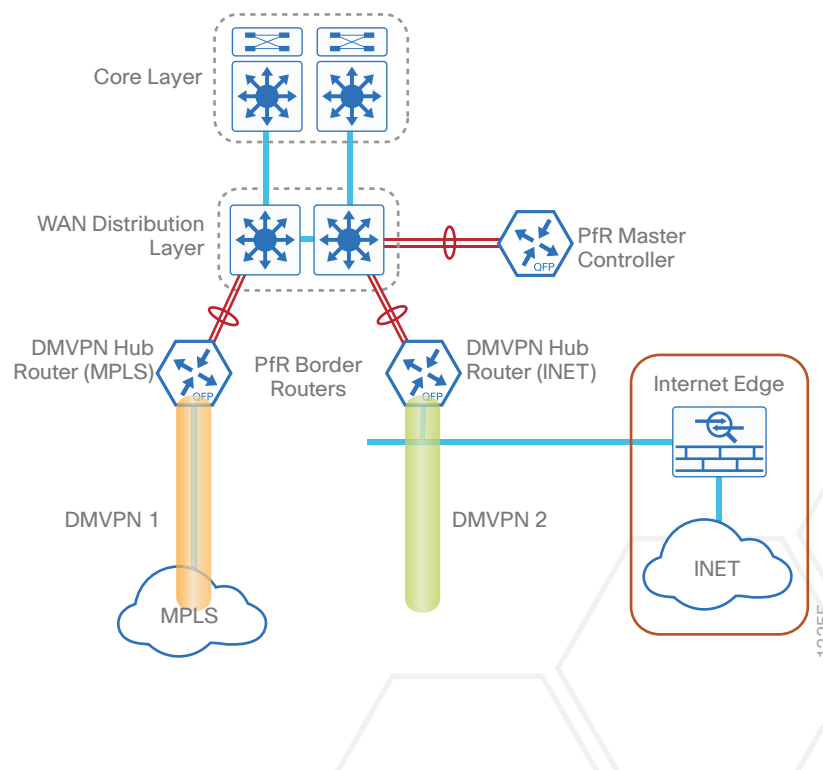 Core Layer
WAN Distribution
Layer
PfR Master
Controller
QFP
DMVPN Hub
Router (MPLS)
QFP
PfR Border
Routers
DMVPN Hub
Router (INET)
QFP
Internet Edge
DMVPN 1
DMVPN 2
INET
MPLS